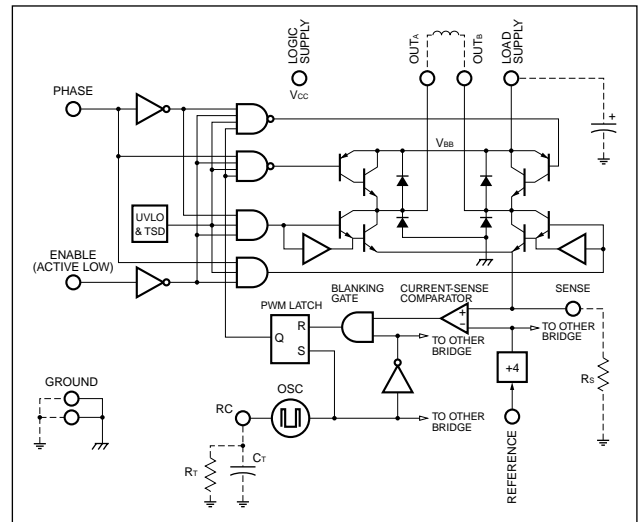 LOGIC
SUPPLY
VCC
OUTA
OUTB
LOAD
SUPPLY
PHASE
+
VBB
UVLO
& TSD
ENABLE
(ACTIVE LOW)
BLANKING
GATE
CURRENT-SENSE
COMPARATOR
SENSE
PWM LATCH
R
Q
S
+
–
TO OTHER
BRIDGE
TO OTHER
BRIDGE
+4
RS
GROUND
RC
OSC
TO OTHER
BRIDGE
RT
CT
REFERENCE